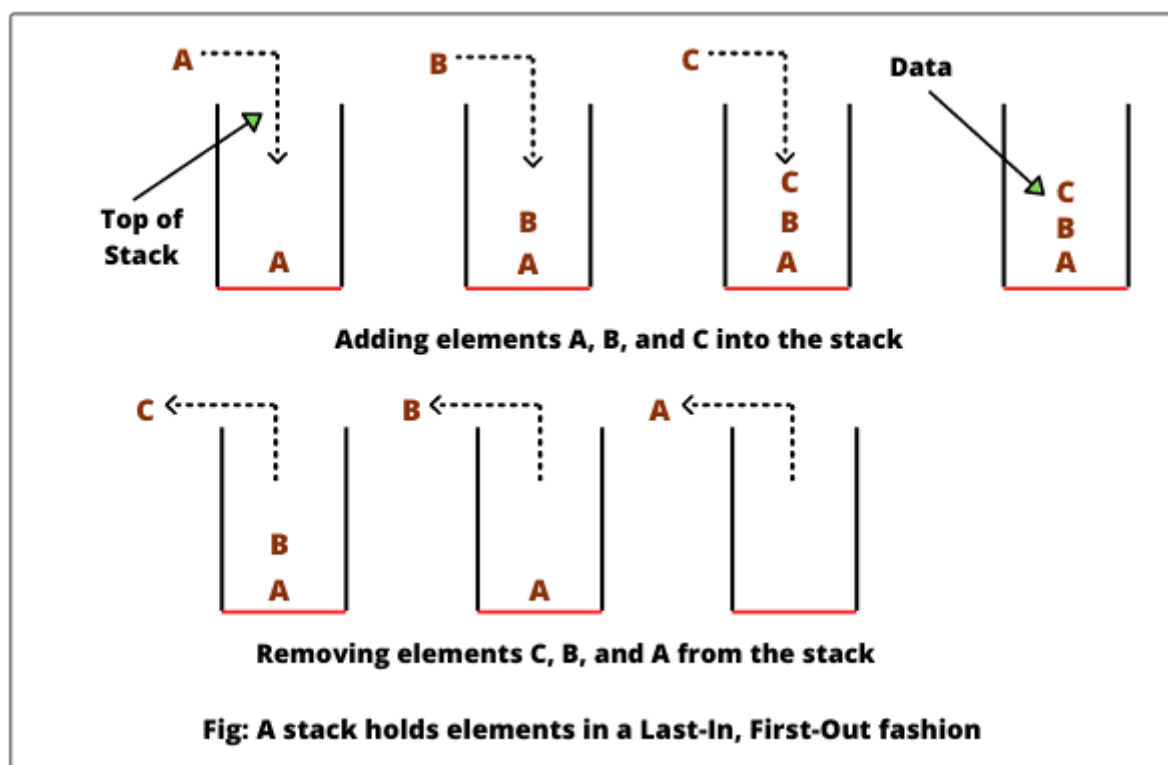 A
B
C
Data
C
C
Top of
Stack
B
B
B
A
A
A
A
Adding elements A, B, and C into the stack
C
B
A
B
A
A
Removing elements C, B, and A from the stack
Fig: A stack holds elements in a Last-In, First-Out fashion